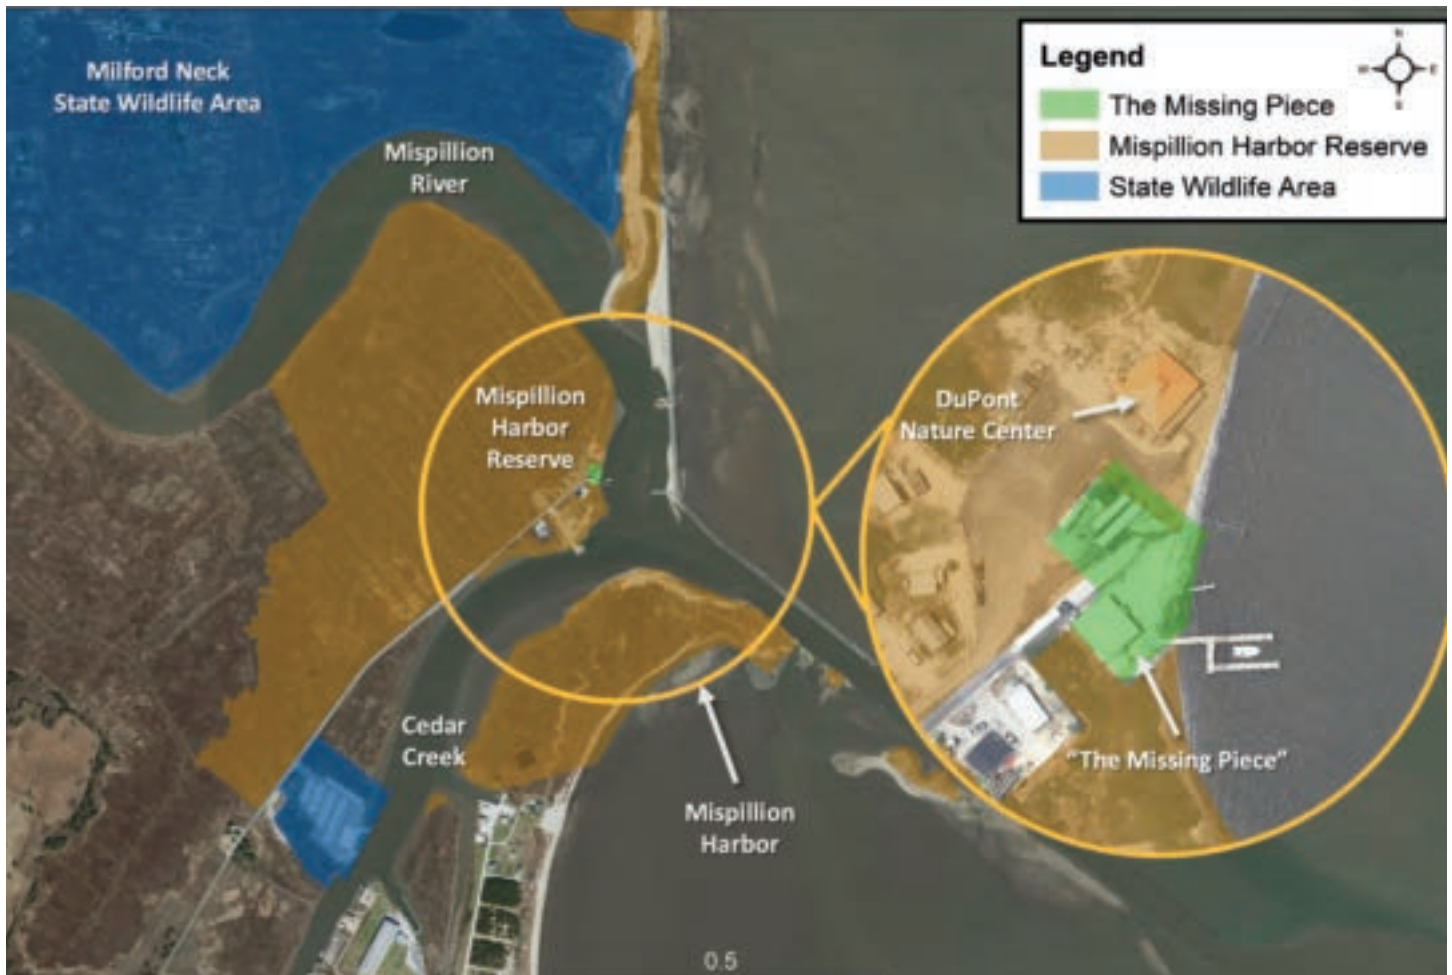 Milford Neck
State Wildlife Area
Mispillion
River
Legend
The Missing Piece
Mispillion Harbor Reserve
State Wildlife Area
N
W
E
S
Mispillion
Harbor
Reserve
DuPont
Nature Center
"The Missing Piece"
Cedar
Creek
Mispillion
Harbor
0.5